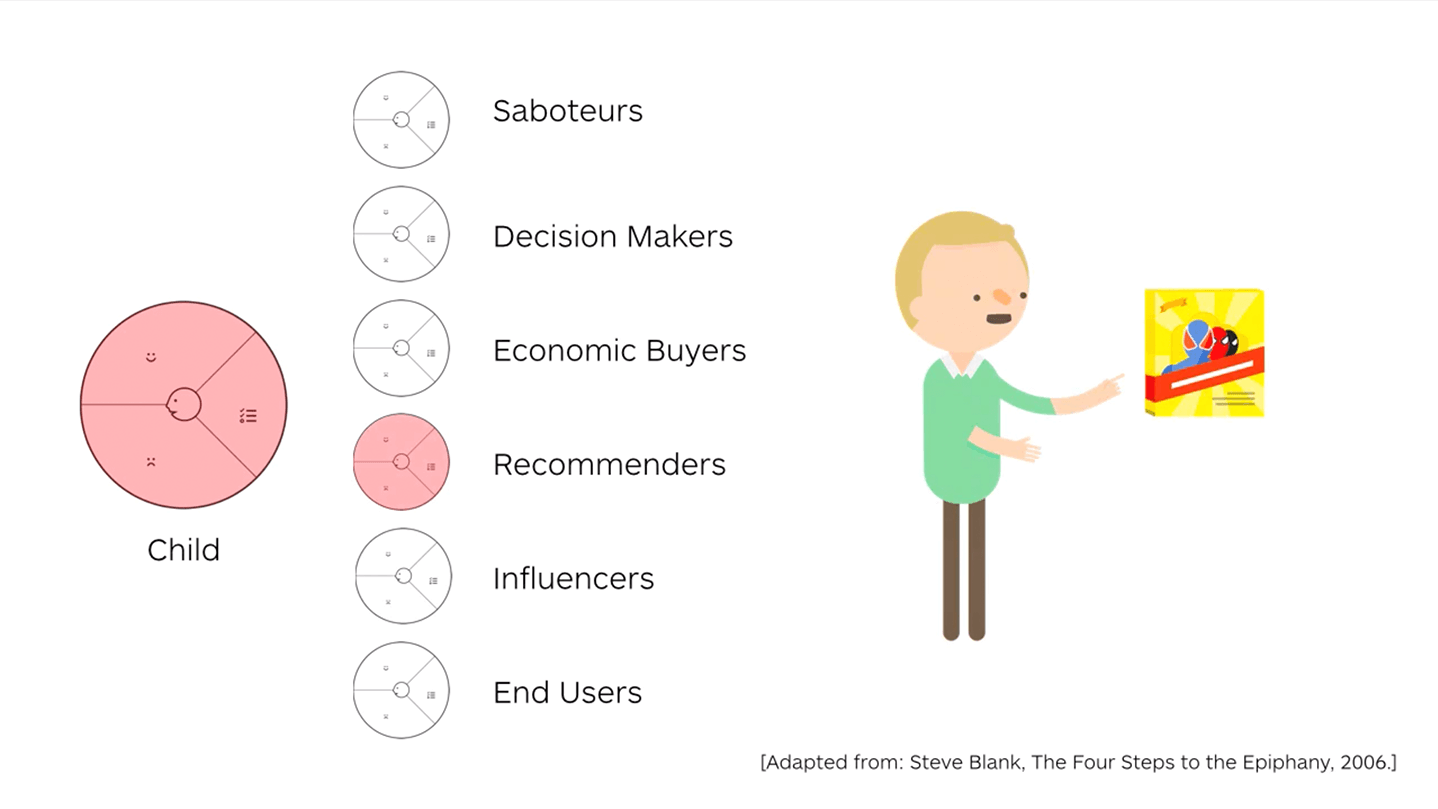 Saboteurs
Decision Makers
Economic Buyers
Recommenders
Influencers
End Users
Child
[Adapted from: Steve Blank, The Four Steps to the Epiphany, 2006.]